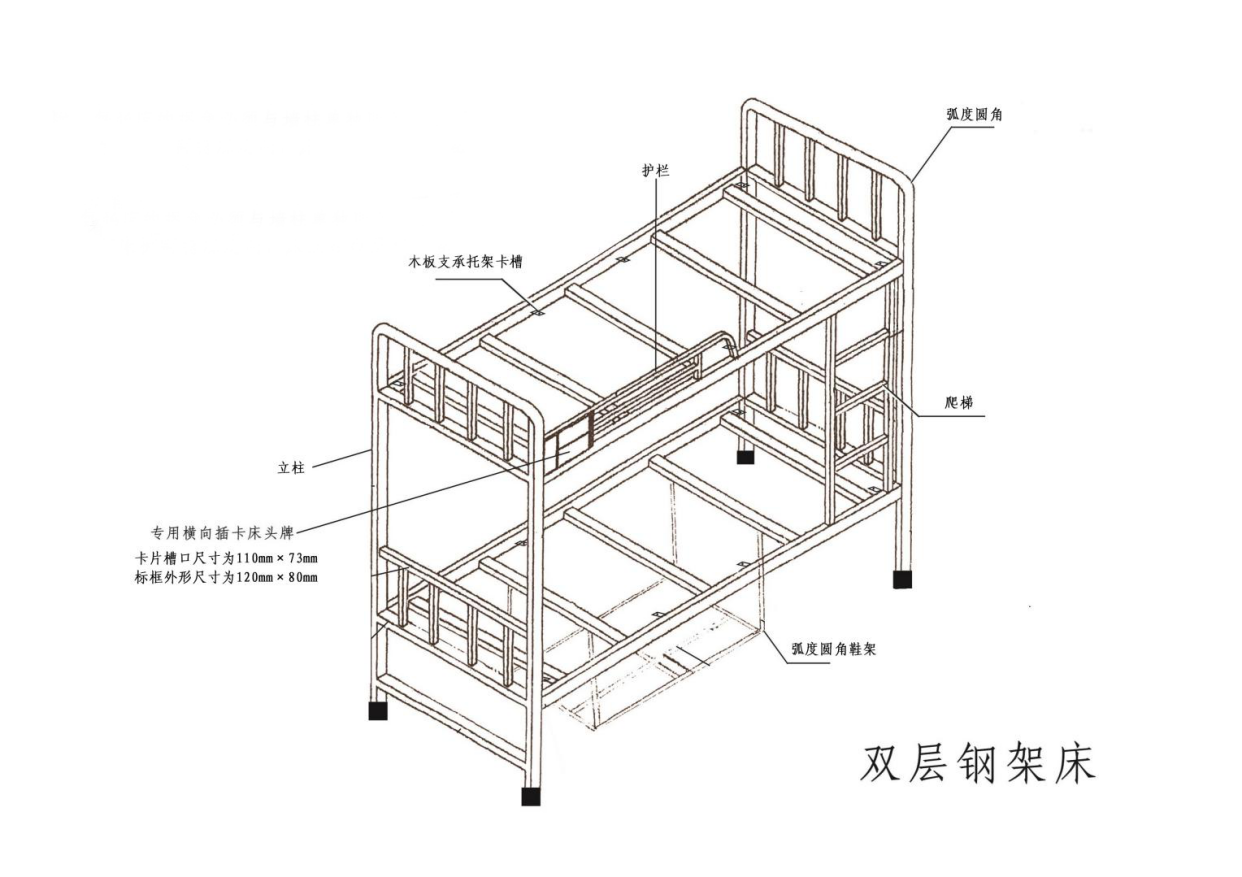 弧度圆角
护栏
木板支承托架卡槽
爬梯
立柱
专用横向插卡床头牌
卡片槽口尺寸为110mm×73mm
标框外形尺寸为120mm×80mm
弧度圆角鞋架
双层钢架床